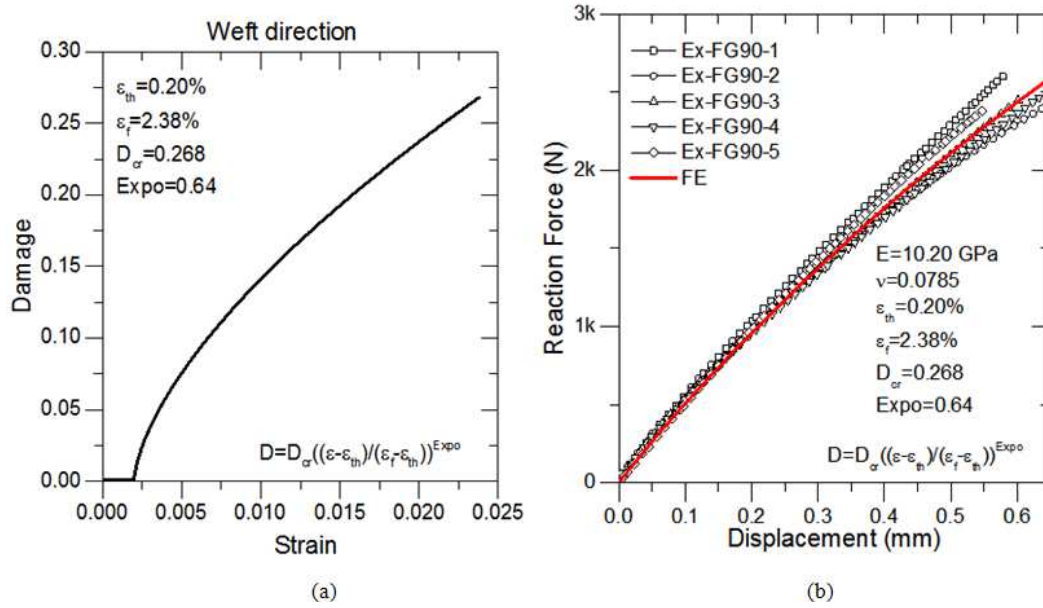 Weft direction
0.30
0.25
0.20
0.15
0.10
0.05
0.00
Damage
ε_th=0.20%
ε_f=2.38%
D_cr=0.268
Expo=0.64
D=D_cr((ε-ε_th)/(ε_f-ε_th))^Expo
0.000 0.005 0.010 0.015 0.020 0.025
Strain
(a)
3k
2k
1k
0
Reaction Force (N)
Ex-FG90-1
Ex-FG90-2
Ex-FG90-3
Ex-FG90-4
Ex-FG90-5
FE
E=10.20 GPa
ν=0.0785
ε_th=0.20%
ε_f=2.38%
D_cr=0.268
Expo=0.64
D=D_cr((ε-ε_th)/(ε_f-ε_th))^Expo
0.0 0.1 0.2 0.3 0.4 0.5 0.6
Displacement (mm)
(b)